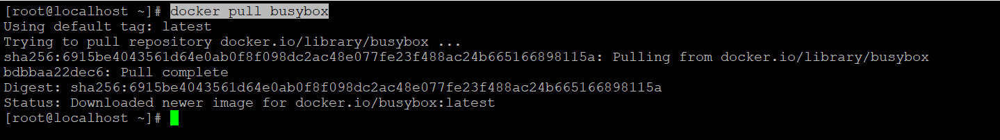 [root@localhost ~]# docker pull busybox
Using default tag: latest
Trying to pull repository docker.io/library/busybox ...
sha256:6915be4043561d64e0ab0f8f098dc2ac48e077fe23f488ac24b665166898115a: Pulling from docker.io/library/busybox
bdbbaa22dec6: Pull complete
Digest: sha256:6915be4043561d64e0ab0f8f098dc2ac48e077fe23f488ac24b665166898115a
Status: Downloaded newer image for docker.io/busybox:latest
[root@localhost ~]#